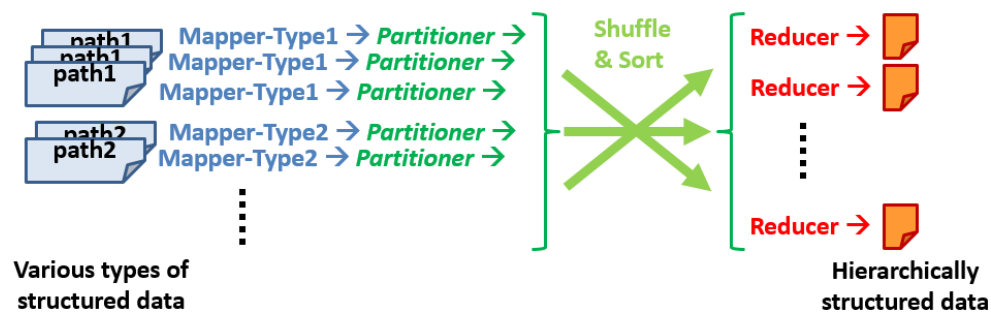 path1 Mapper-Type1 → Partitioner →
path1 Mapper-Type1 → Partitioner →
path1 Mapper-Type1 → Partitioner →
path2 Mapper-Type2 → Partitioner →
path2 Mapper-Type2 → Partitioner →
Various types of
structured data
Shuffle
& Sort
Reducer →
Reducer →
Reducer →
Hierarchically
structured data